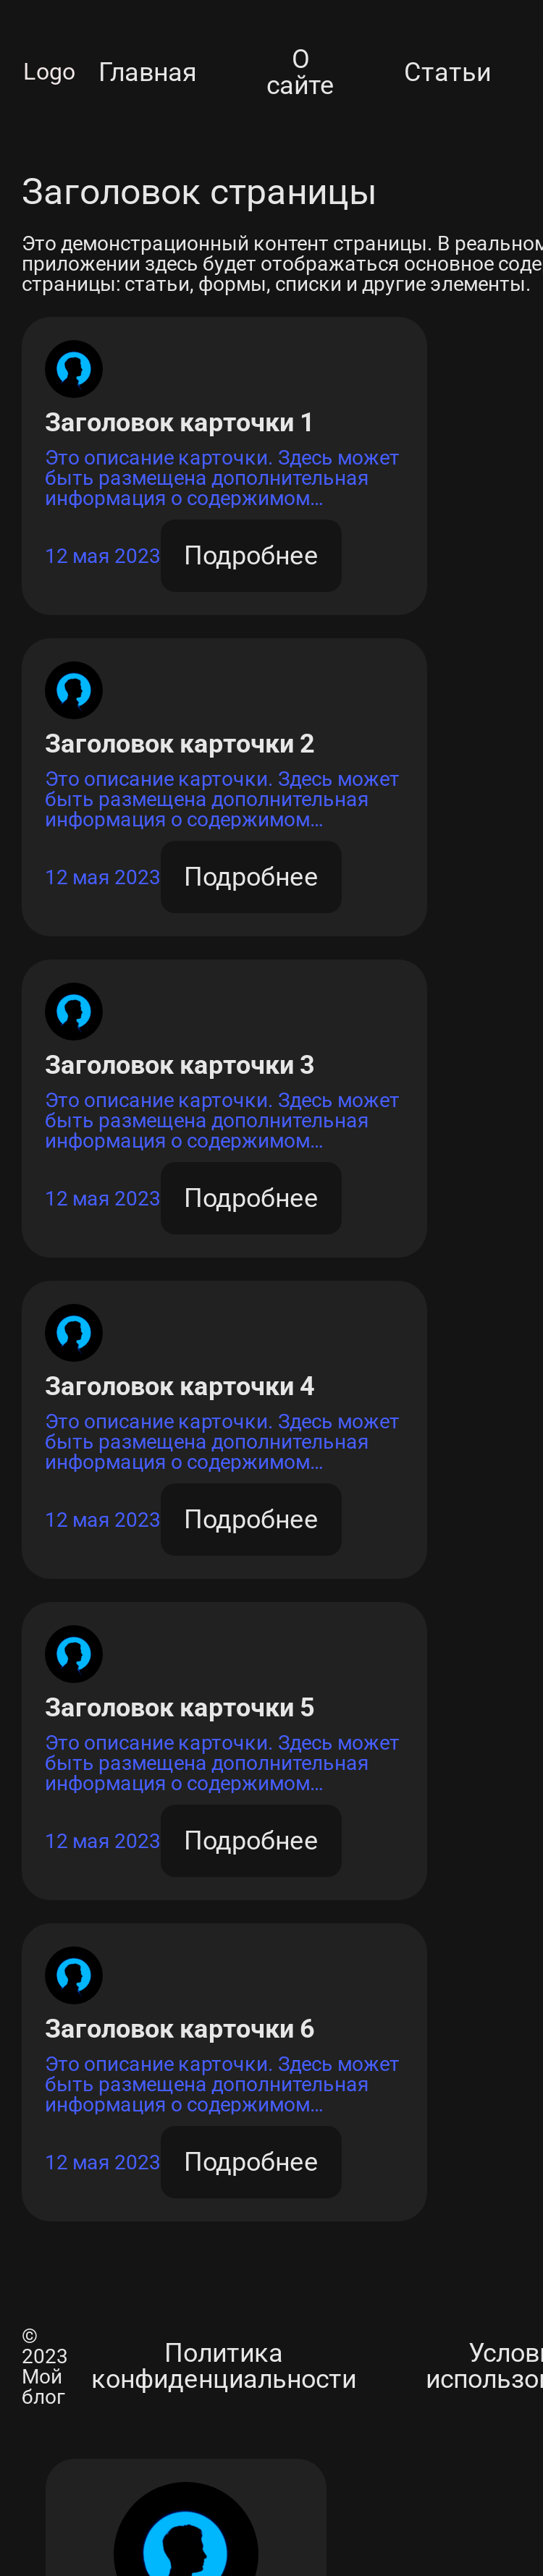 Logo
Главная
О
сайте
Статьи
Заголовок страницы
Это демонстрационный контент страницы. В реальном
приложении здесь будет отображаться основное соде
страницы: статьи, формы, списки и другие элементы.
Заголовок карточки 1
Это описание карточки. Здесь может
быть размещена дополнительная
информация о содержимом…
12 мая 2023
Подробнее
Заголовок карточки 2
Это описание карточки. Здесь может
быть размещена дополнительная
информация о содержимом…
12 мая 2023
Подробнее
Заголовок карточки 3
Это описание карточки. Здесь может
быть размещена дополнительная
информация о содержимом…
12 мая 2023
Подробнее
Заголовок карточки 4
Это описание карточки. Здесь может
быть размещена дополнительная
информация о содержимом…
12 мая 2023
Подробнее
Заголовок карточки 5
Это описание карточки. Здесь может
быть размещена дополнительная
информация о содержимом…
12 мая 2023
Подробнее
Заголовок карточки 6
Это описание карточки. Здесь может
быть размещена дополнительная
информация о содержимом…
12 мая 2023
Подробнее
©
2023
Мой
блог
Политика
конфиденциальности
Услов
использо